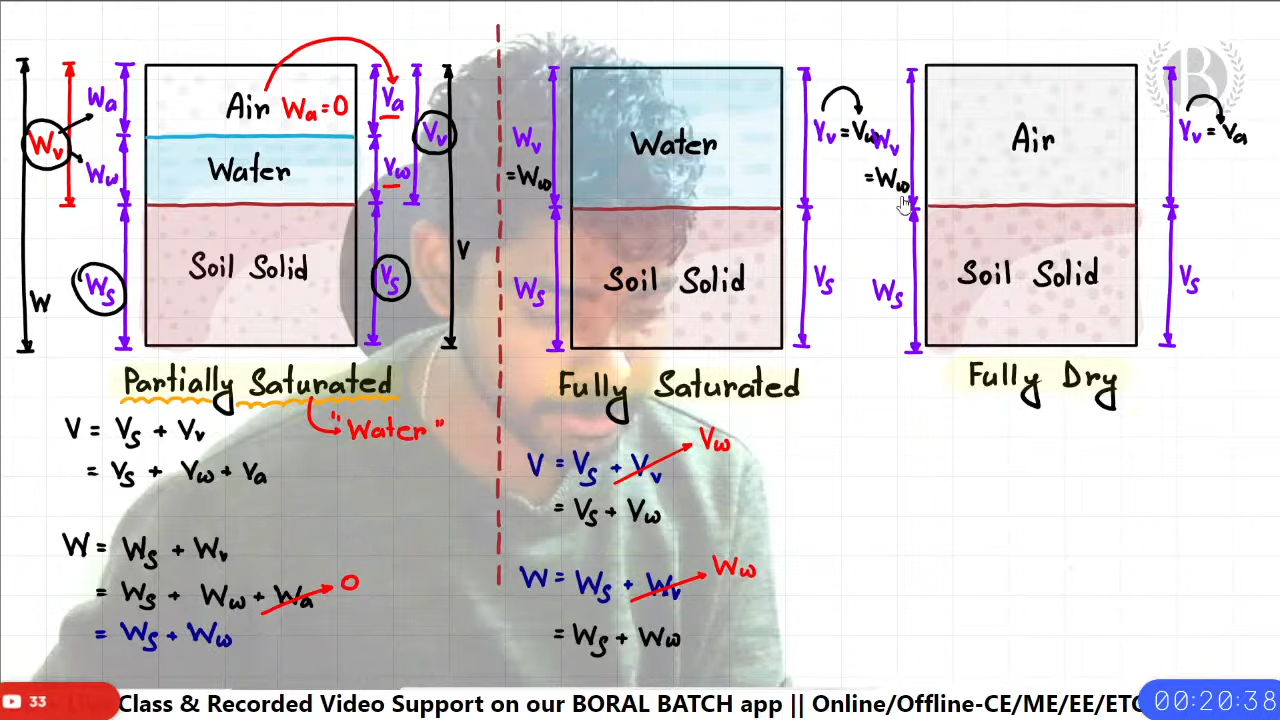 Wa
Air Wa=0
Va
Wv
Vv
Ww
Water
Vw
Ws
Soil Solid
Vs
V
W
Partially Saturated
"Water"
V = Vs + Vv
= Vs + Vw + Va
W = Ws + Wv
= Ws + Ww + Wa 0
= Ws + Ww
Wv
=Ww
Water
Vv = Vw
Ws
Soil Solid
Vs
Fully Saturated
V = Vs + Vv Vw
= Vs + Vw
W = Ws + Wv Ww
= Ws + Ww
B
Wv
=Ww
Air
Vv = Va
Ws
Soil Solid
Vs
Fully Dry
33
Class & Recorded Video Support on our BORAL BATCH app || Online/Offline-CE/ME/EE/ETC
00:20:38